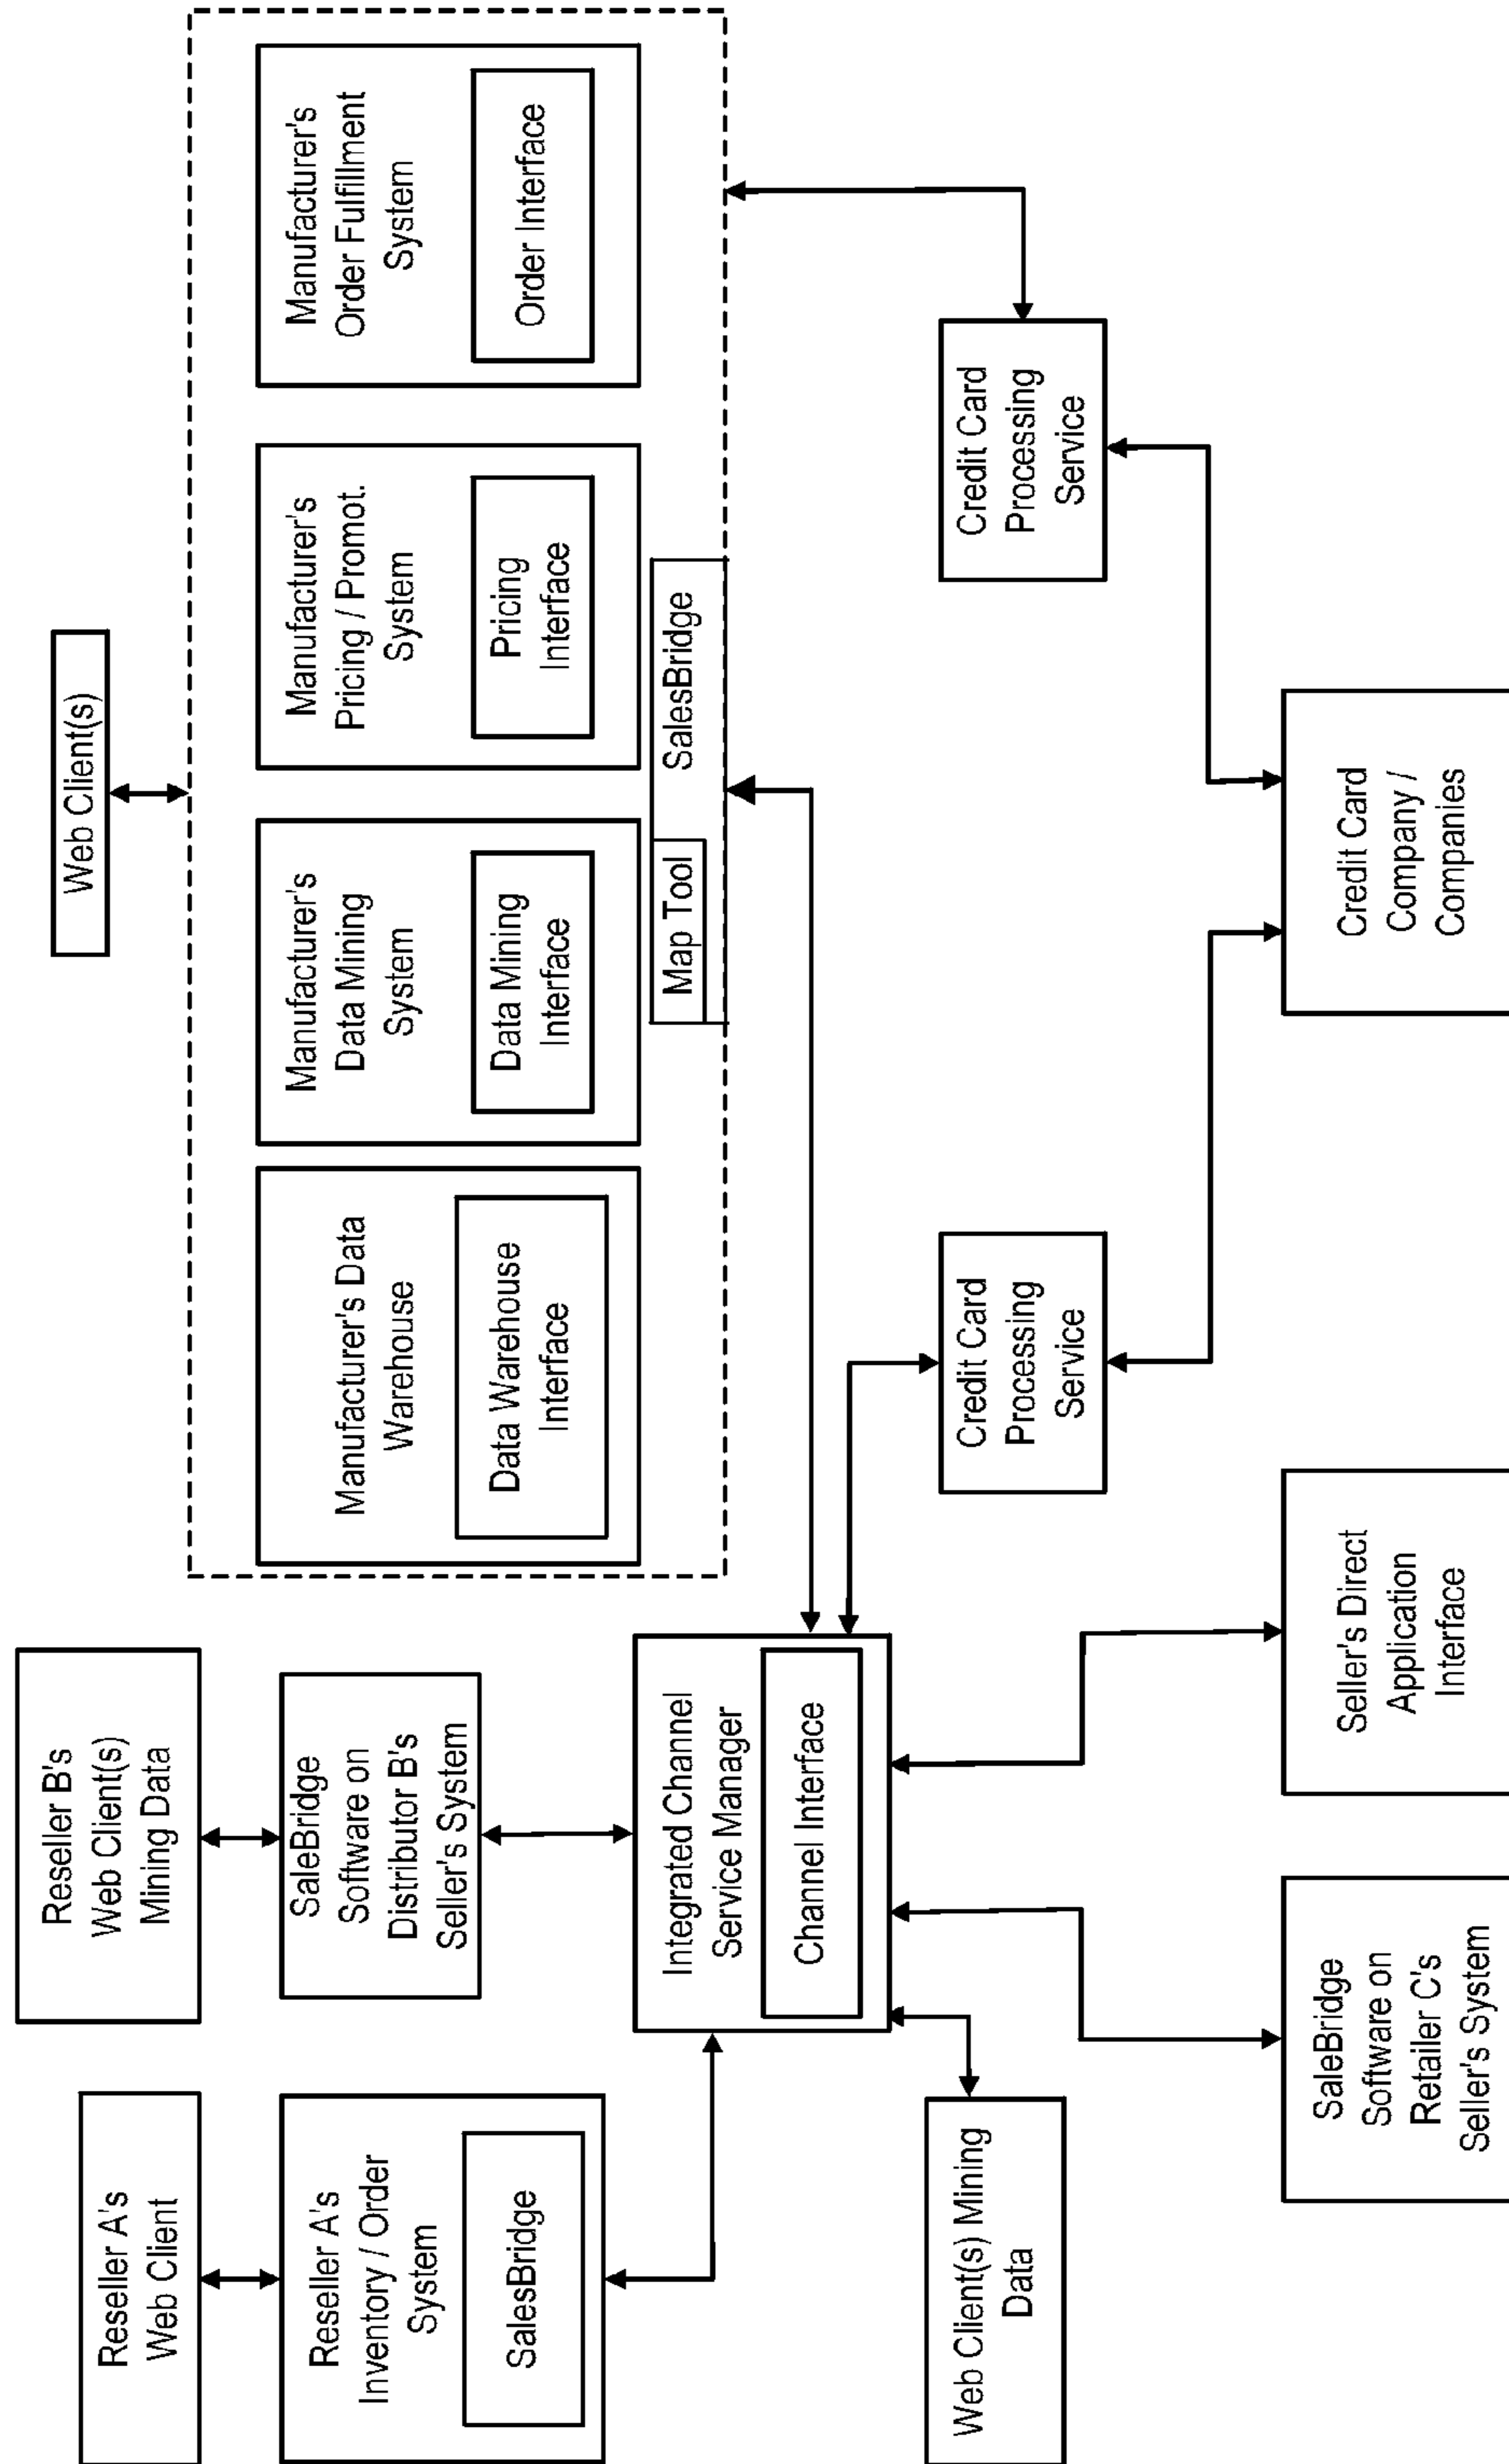 Reseller A's
Web Client
Reseller B's
Web Client(s)
Mining Data
Web Client(s)
Reseller A's
Inventory / Order
System
SalesBridge
SaleBridge
Software on
Distributor B's
Seller's System
Manufacturer's Data
Warehouse
Data Warehouse
Interface
Manufacturer's
Data Mining
System
Data Mining
Interface
Manufacturer's
Pricing / Promot.
System
Pricing
Interface
Manufacturer's
Order Fulfillment
System
Order Interface
Map Tool
SalesBridge
Integrated Channel
Service Manager
Channel Interface
Web Client(s) Mining
Data
Credit Card
Processing
Service
Credit Card
Processing
Service
SaleBridge
Software on
Retailer C's
Seller's System
Seller's Direct
Application
Interface
Credit Card
Company /
Companies